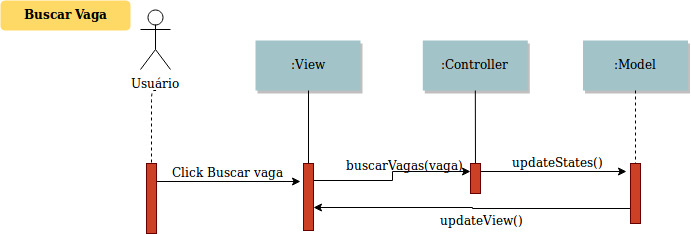 Buscar Vaga
Usuário
:View
:Controller
:Model
Click Buscar vaga
buscarVagas(vaga)
updateStates()
updateView()